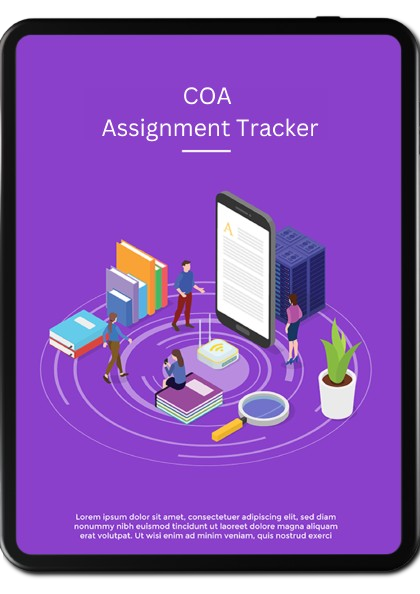 COA
Assignment Tracker
A
Lorem ipsum dolor sit amet, consectetuer adipiscing elit, sed diam
nonummy nibh euismod tincidunt ut laoreet dolore magna aliquam
erat volutpat. Ut wisi enim ad minim veniam, quis nostrud exerci